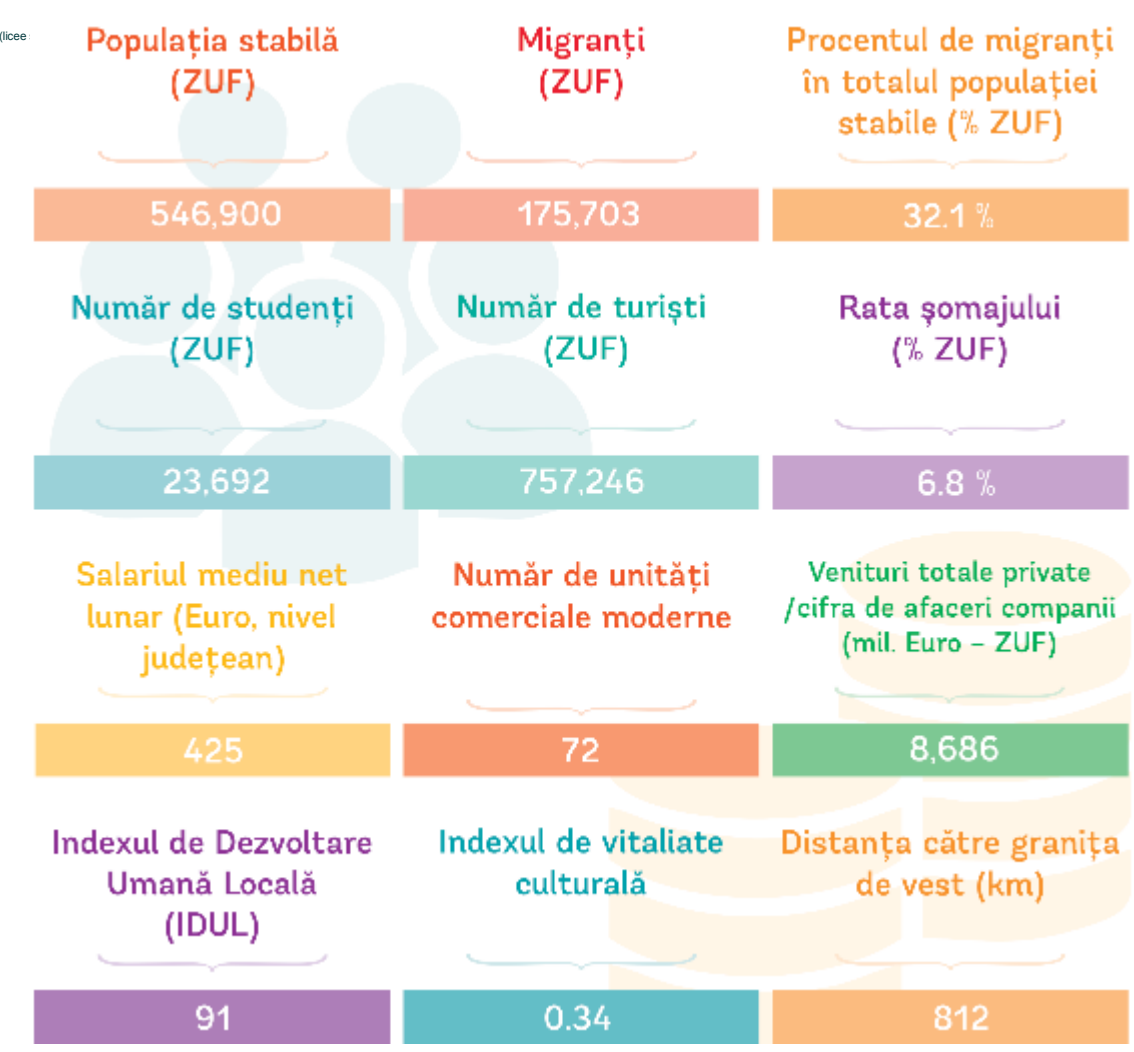 (licee
Populația stabilă
(ZUF)
Migranți
(ZUF)
Procentul de migranți
în totalul populației
stabile (% ZUF)
546,900
175,703
32.1 %
Număr de studenți
(ZUF)
Număr de turiști
(ZUF)
Rata șomajului
(% ZUF)
23,692
757,246
6.8 %
Salariul mediu net
lunar (Euro, nivel
județean)
Număr de unități
comerciale moderne
Venituri totale private
/cifra de afaceri companii
(mil. Euro – ZUF)
425
72
8,686
Indexul de Dezvoltare
Umană Locală
(IDUL)
Indexul de vitaliate
culturală
Distanța către granița
de vest (km)
91
0.34
812